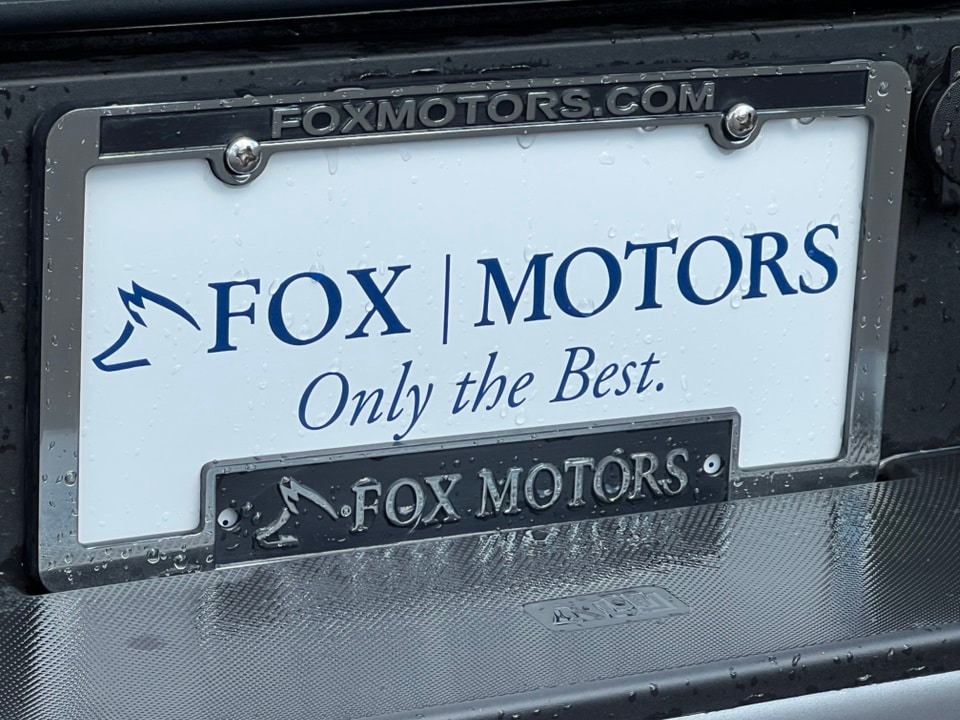 FOXMOTORS.COM
FOX | MOTORS
Only the Best.
® FOX MOTORS